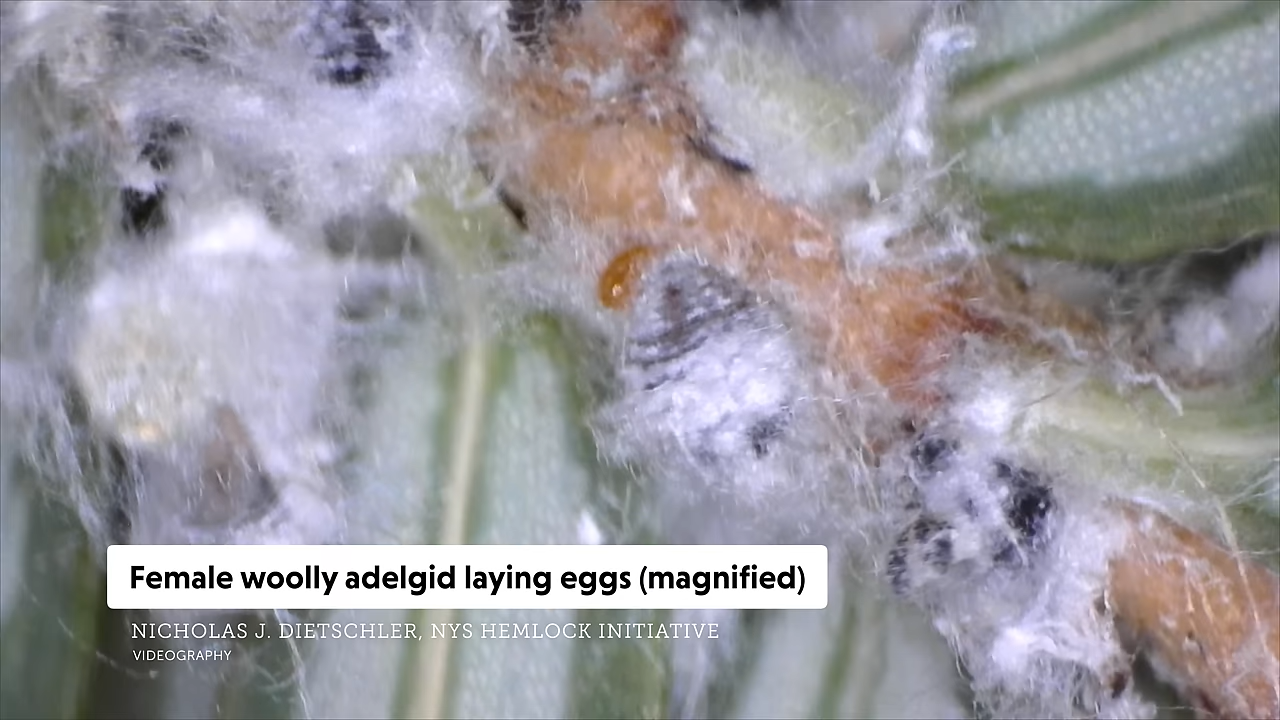 Female woolly adelgid laying eggs (magnified)
NICHOLAS J. DIETSCHLER, NYS HEMLOCK INITIATIVE
VIDEOGRAPHY